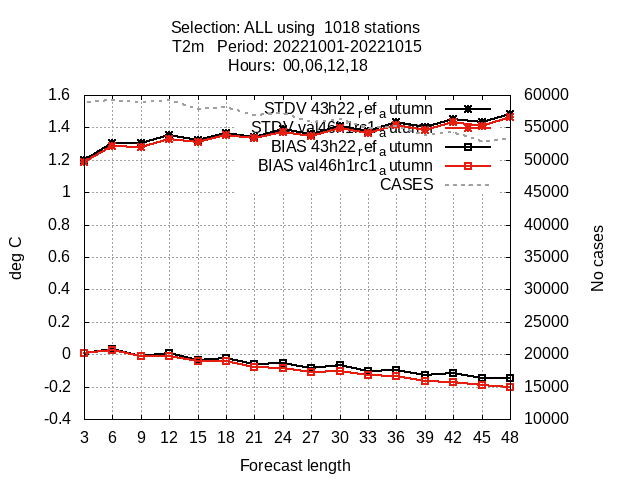 Selection: ALL using 1018 stations
T2m Period: 20221001-20221015
Hours: 00,06,12,18
1.6 60000
STDV 43h22_ref_autumn
1.4 STDV val46h1rc1_autumn 55000
BIAS 43h22_ref_autumn
1.2 BIAS val46h1rc1_autumn 50000
CASES
1 45000
0.8 40000
0.6 35000
0.4 30000
0.2 25000
0 20000
-0.2 15000
-0.4 10000
deg C
No cases
3 6 9 12 15 18 21 24 27 30 33 36 39 42 45 48
Forecast length